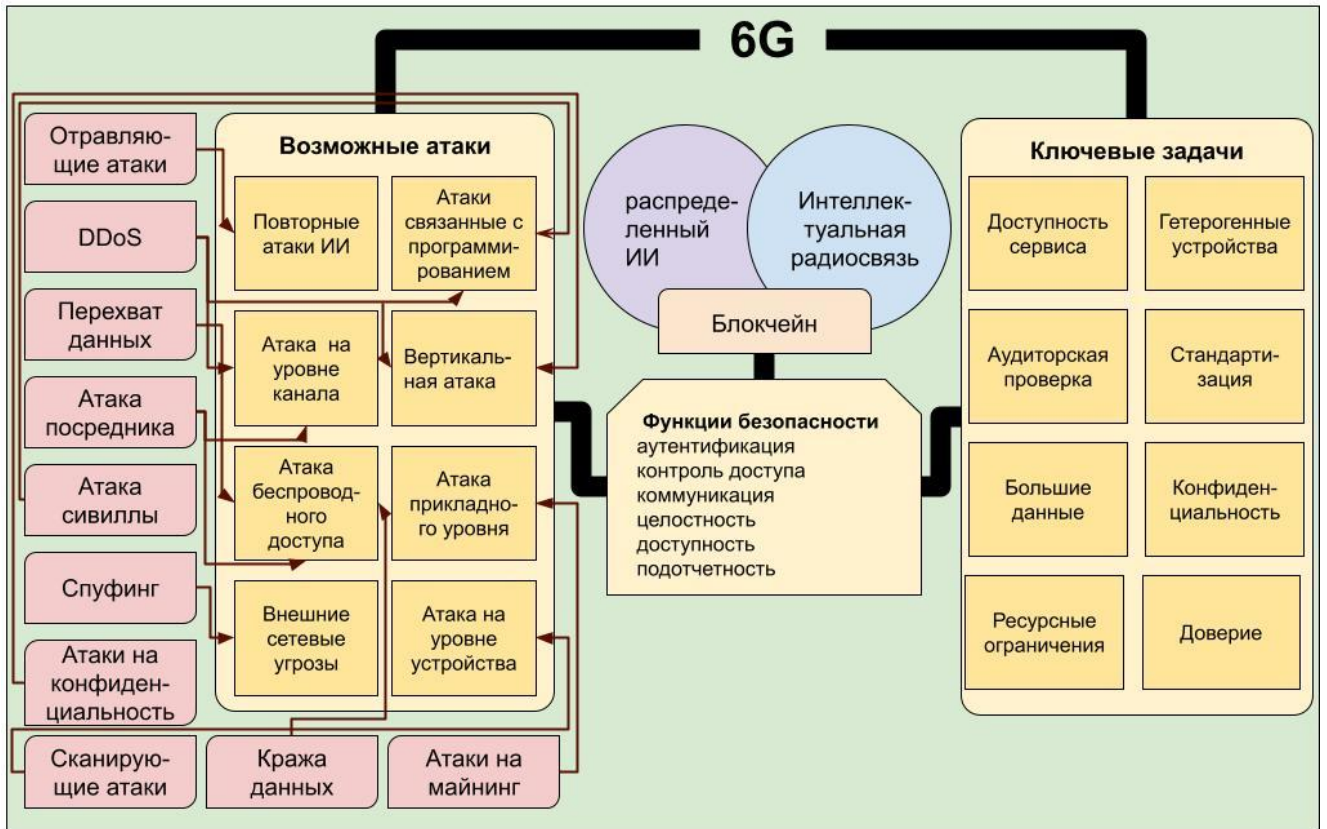 6G
Отравляю-
щие атаки
DDoS
Перехват
данных
Атака
посредника
Атака
сивиллы
Спуфинг
Атаки на
конфиден-
циальность
Сканирую-
щие атаки
Кража
данных
Атаки на
майнинг
Возможные атаки
Повторные
атаки ИИ
Атаки
связанные с
программи-
рованием
Атака на
уровне
канала
Вертикаль-
ная атака
Атака
беспровод-
ного
доступа
Атака
прикладно-
го уровня
Внешние
сетевые
угрозы
Атака на
уровне
устройства
распреде-
ленный
ИИ
Интеллек-
туальная
радиосвязь
Блокчейн
Функции безопасности
аутентификация
контроль доступа
коммуникация
целостность
доступность
подотчетность
Ключевые задачи
Доступность
сервиса
Гетерогенные
устройства
Аудиторская
проверка
Стандарти-
зация
Большие
данные
Конфиден-
циальность
Ресурсные
ограничения
Доверие